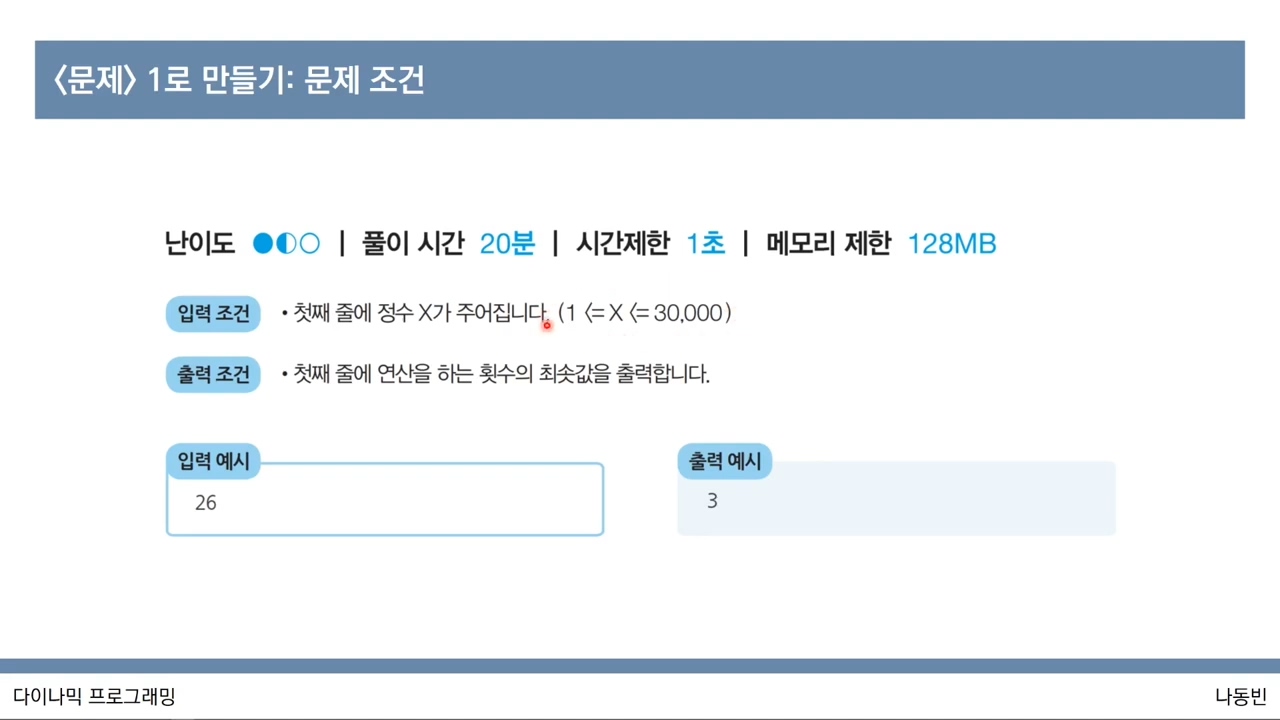 〈문제〉 1로 만들기: 문제 조건
난이도 ●◐○ | 풀이 시간 20분 | 시간제한 1초 | 메모리 제한 128MB
입력 조건 • 첫째 줄에 정수 X가 주어집니다. (1 <= X <= 30,000)
출력 조건 • 첫째 줄에 연산을 하는 횟수의 최솟값을 출력합니다.
입력 예시
26
출력 예시
3
다이나믹 프로그래밍
나동빈